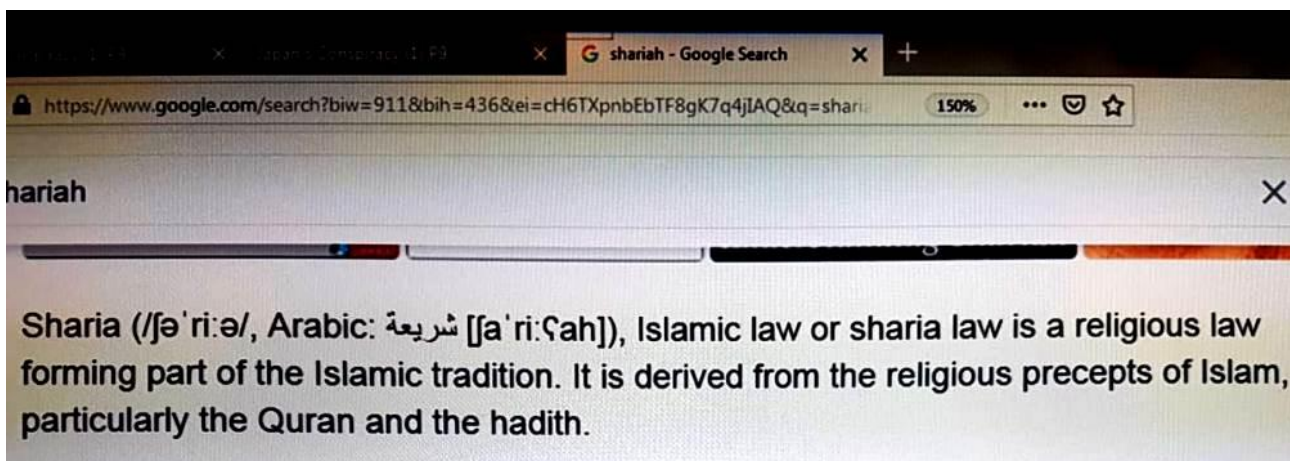 G shariah - Google Search
https://www.google.com/search?biw=911&bih=436&ei=cH6TXpnbEbTF8gK7q4jIAQ&q=shari
150%
hariah
Sharia (/ʃəˈriːə/, Arabic: شريعة [ʃaˈriːʕah]), Islamic law or sharia law is a religious law
forming part of the Islamic tradition. It is derived from the religious precepts of Islam,
particularly the Quran and the hadith.